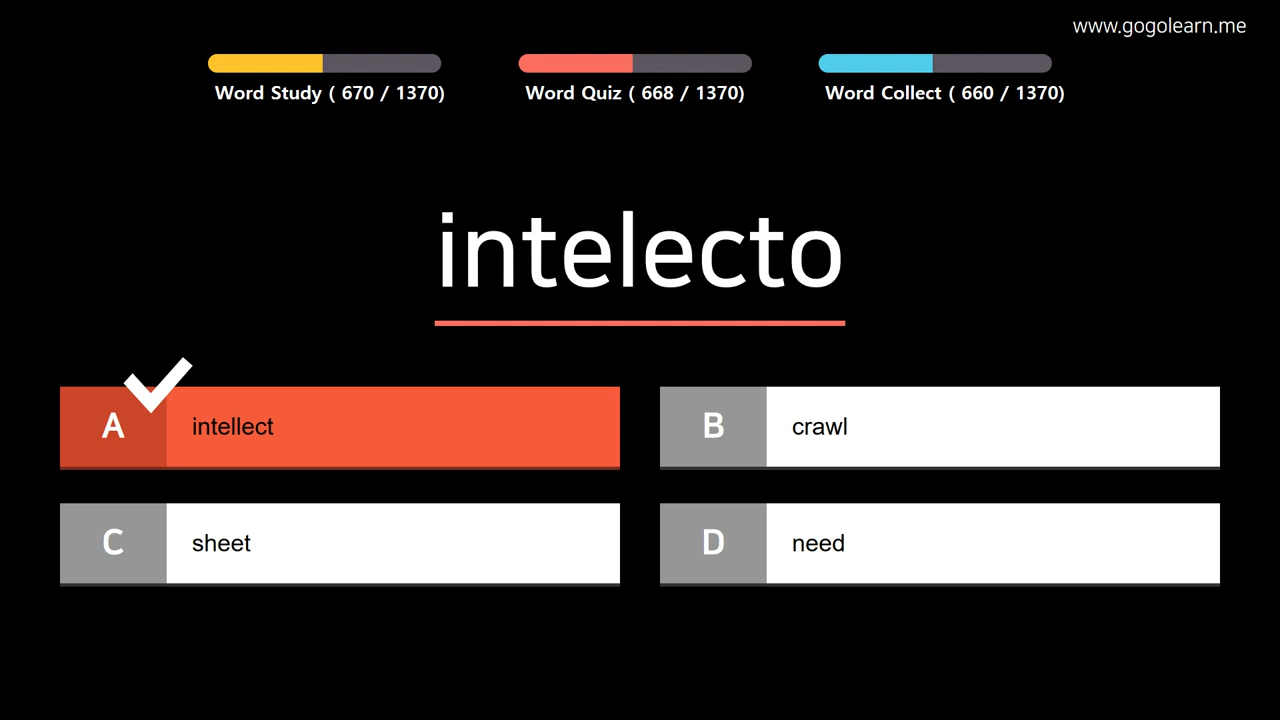 www.gogolearn.me
Word Study ( 670 / 1370)
Word Quiz ( 668 / 1370)
Word Collect ( 660 / 1370)
intelecto
A intellect
B crawl
C sheet
D need